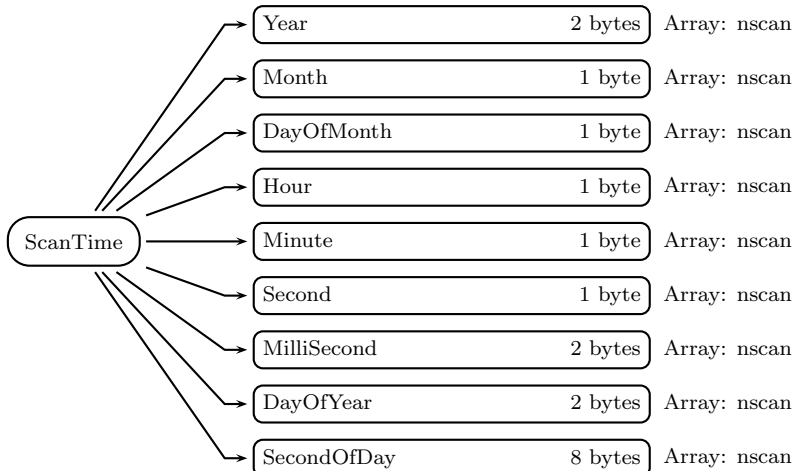 Year 2 bytes Array: nscan
Month 1 byte Array: nscan
DayOfMonth 1 byte Array: nscan
Hour 1 byte Array: nscan
ScanTime
Minute 1 byte Array: nscan
Second 1 byte Array: nscan
MilliSecond 2 bytes Array: nscan
DayOfYear 2 bytes Array: nscan
SecondOfDay 8 bytes Array: nscan